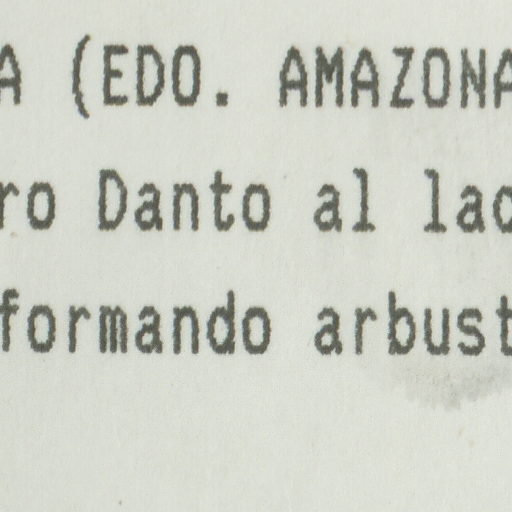 A (EDO. AMAZONA
ro Danto al lac
formando arbust